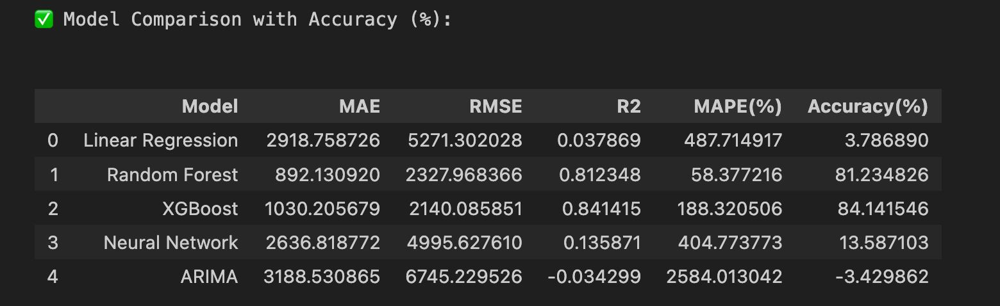 ✅ Model Comparison with Accuracy (%):
Model MAE RMSE R2 MAPE(%) Accuracy(%)
0 Linear Regression 2918.758726 5271.302028 0.037869 487.714917 3.786890
1 Random Forest 892.130920 2327.968366 0.812348 58.377216 81.234826
2 XGBoost 1030.205679 2140.085851 0.841415 188.320506 84.141546
3 Neural Network 2636.818772 4995.627610 0.135871 404.773773 13.587103
4 ARIMA 3188.530865 6745.229526 -0.034299 2584.013042 -3.429862